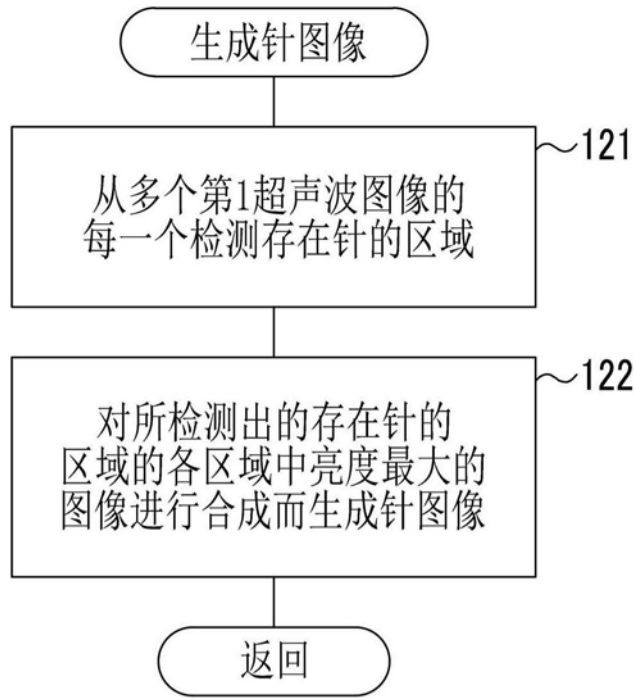 生成针图像
121
从多个第1超声波图像的
每一个检测存在针的区域
122
对所检测出的存在针的
区域的各区域中亮度最大的
图像进行合成而生成针图像
返回